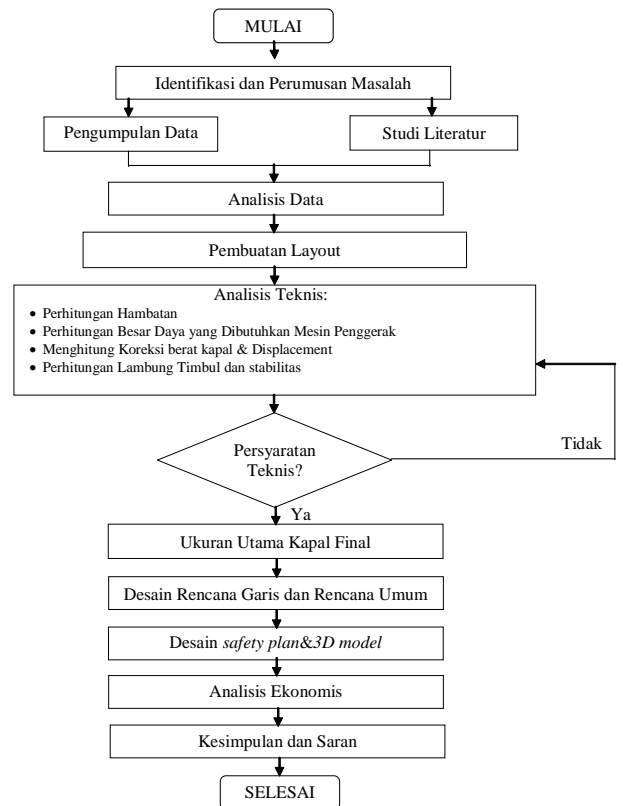 MULAI
Identifikasi dan Perumusan Masalah
Pengumpulan Data
Studi Literatur
Analisis Data
Pembuatan Layout
Analisis Teknis:
• Perhitungan Hambatan
• Perhitungan Besar Daya yang Dibutuhkan Mesin Penggerak
• Menghitung Koreksi berat kapal & Displacement
• Perhitungan Lambung Timbul dan stabilitas
Persyaratan
Teknis?
Tidak
Ya
Ukuran Utama Kapal Final
Desain Rencana Garis dan Rencana Umum
Desain safety plan&3D model
Analisis Ekonomis
Kesimpulan dan Saran
SELESAI